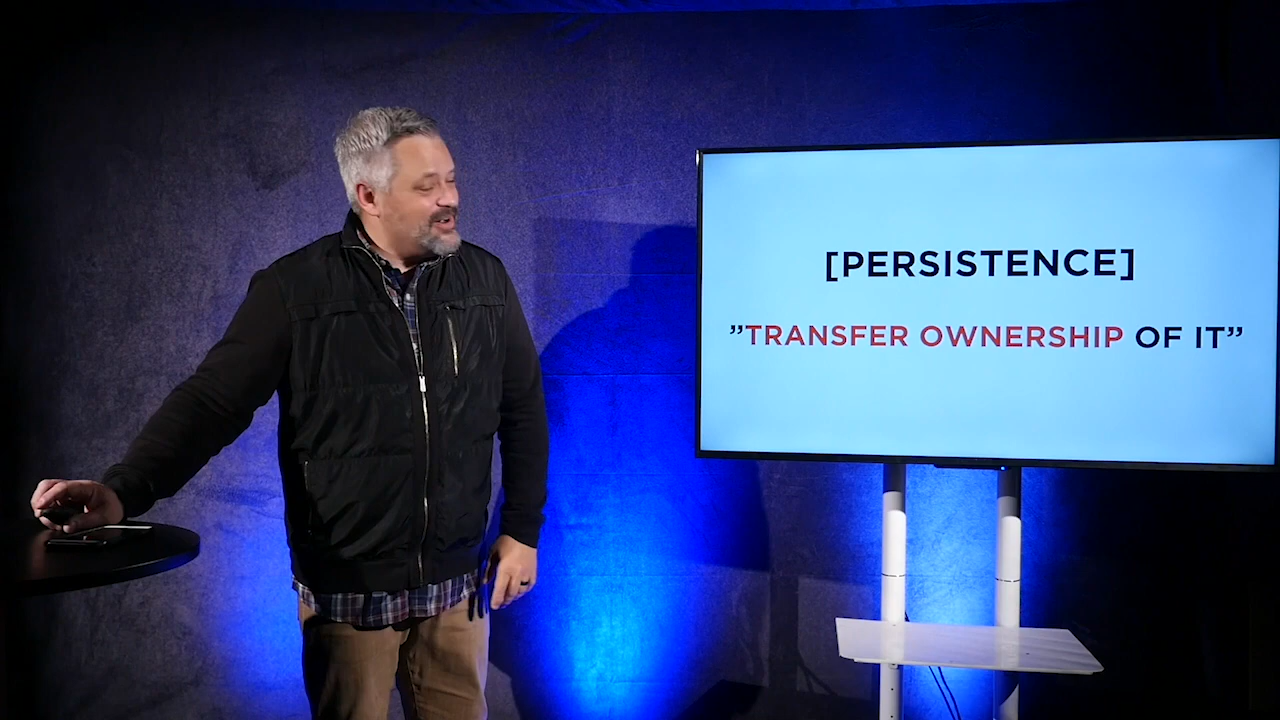 [PERSISTENCE]
”TRANSFER OWNERSHIP OF IT”